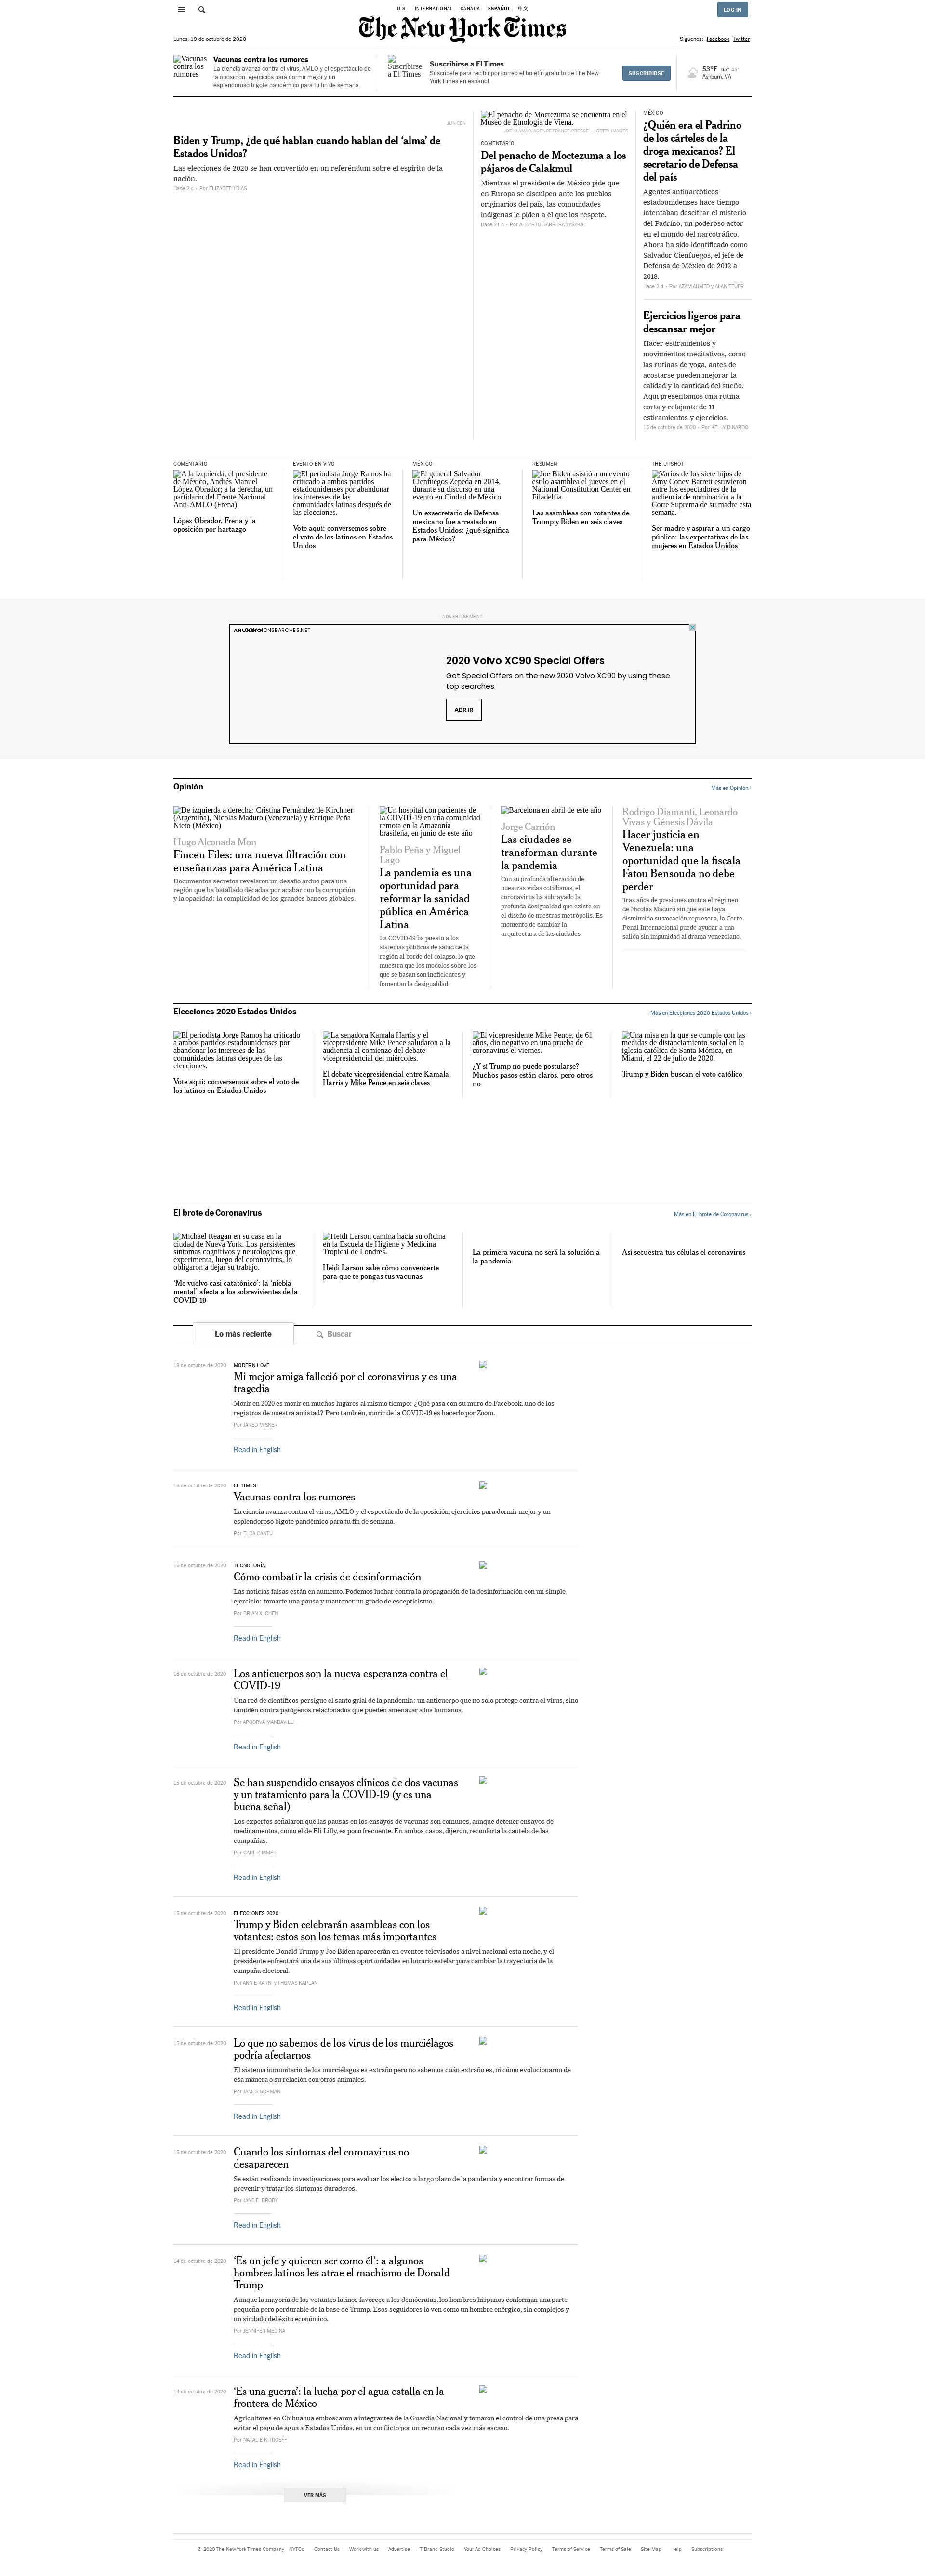 U.S. INTERNATIONAL CANADA ESPAÑOL 中文
LOG IN
The New York Times
Lunes, 19 de octubre de 2020
Síguenos: Facebook Twitter
Vacunas contra los rumores
Vacunas contra los rumores
La ciencia avanza contra el virus, AMLO y el espectáculo de
la oposición, ejercicios para dormir mejor y un
esplendoroso bigote pandémico para tu fin de semana.
Suscribirse a El Times
Suscribirse a El Times
Suscríbete para recibir por correo el boletín gratuito de The New
York Times en español.
SUSCRIBIRSE
53°F 65° 45°
Ashburn, VA
JUN CEN
Biden y Trump, ¿de qué hablan cuando hablan del ‘alma’ de
Estados Unidos?
Las elecciones de 2020 se han convertido en un referéndum sobre el espíritu de la
nación.
Hace 2 d - Por ELIZABETH DIAS
El penacho de Moctezuma se encuentra en el
Museo de Etnología de Viena.
JOE KLAMAR/AGENCE FRANCE-PRESSE — GETTY IMAGES
COMENTARIO
Del penacho de Moctezuma a los
pájaros de Calakmul
Mientras el presidente de México pide que
en Europa se disculpen ante los pueblos
originarios del país, las comunidades
indígenas le piden a él que los respete.
Hace 21 h - Por ALBERTO BARRERA TYSZKA
MÉXICO
¿Quién era el Padrino
de los cárteles de la
droga mexicanos? El
secretario de Defensa
del país
Agentes antinarcóticos
estadounidenses hace tiempo
intentaban descifrar el misterio
del Padrino, un poderoso actor
en el mundo del narcotráfico.
Ahora ha sido identificado como
Salvador Cienfuegos, el jefe de
Defensa de México de 2012 a
2018.
Hace 2 d - Por AZAM AHMED y ALAN FEUER
Ejercicios ligeros para
descansar mejor
Hacer estiramientos y
movimientos meditativos, como
las rutinas de yoga, antes de
acostarse pueden mejorar la
calidad y la cantidad del sueño.
Aquí presentamos una rutina
corta y relajante de 11
estiramientos y ejercicios.
15 de octubre de 2020 - Por KELLY DINARDO
COMENTARIO
A la izquierda, el presidente
de México, Andrés Manuel
López Obrador; a la derecha, un
partidario del Frente Nacional
Anti-AMLO (Frena)
López Obrador, Frena y la
oposición por hartazgo
EVENTO EN VIVO
El periodista Jorge Ramos ha
criticado a ambos partidos
estadounidenses por abandonar
los intereses de las
comunidades latinas después de
las elecciones.
Vote aquí: conversemos sobre
el voto de los latinos en Estados
Unidos
MÉXICO
El general Salvador
Cienfuegos Zepeda en 2014,
durante su discurso en una
evento en Ciudad de México
Un exsecretario de Defensa
mexicano fue arrestado en
Estados Unidos: ¿qué significa
para México?
RESUMEN
Joe Biden asistió a un evento
estilo asamblea el jueves en el
National Constitution Center en
Filadelfia.
Las asambleas con votantes de
Trump y Biden en seis claves
THE UPSHOT
Varios de los siete hijos de
Amy Coney Barrett estuvieron
entre los espectadores de la
audiencia de nominación a la
Corte Suprema de su madre esta
semana.
Ser madre y aspirar a un cargo
público: las expectativas de las
mujeres en Estados Unidos
ADVERTISEMENT
2020 Volvo XC90 Special Offers
Get Special Offers on the new 2020 Volvo XC90 by using these
top searches.
ABRIR
Opinión
Más en Opinión ›
De izquierda a derecha: Cristina Fernández de Kirchner
(Argentina), Nicolás Maduro (Venezuela) y Enrique Peña
Nieto (México)
Hugo Alconada Mon
Fincen Files: una nueva filtración con
enseñanzas para América Latina
Documentos secretos revelaron un desafío arduo para una
región que ha batallado décadas por acabar con la corrupción
y la opacidad: la complicidad de los grandes bancos globales.
Un hospital con pacientes de
la COVID-19 en una comunidad
remota en la Amazonía
brasileña, en junio de este año
Pablo Peña y Miguel
Lago
La pandemia es una
oportunidad para
reformar la sanidad
pública en América
Latina
La COVID-19 ha puesto a los
sistemas públicos de salud de la
región al borde del colapso, lo que
muestra que los modelos sobre los
que se basan son ineficientes y
fomentan la desigualdad.
Barcelona en abril de este año
Jorge Carrión
Las ciudades se
transforman durante
la pandemia
Con su profunda alteración de
nuestras vidas cotidianas, el
coronavirus ha subrayado la
profunda desigualdad que existe en
el diseño de nuestras metrópolis. Es
momento de cambiar la
arquitectura de las ciudades.
Rodrigo Diamanti, Leonardo
Vivas y Génesis Dávila
Hacer justicia en
Venezuela: una
oportunidad que la fiscala
Fatou Bensouda no debe
perder
Tras años de presiones contra el régimen
de Nicolás Maduro sin que este haya
disminuido su vocación represora, la Corte
Penal Internacional puede ayudar a una
salida sin impunidad al drama venezolano.
Elecciones 2020 Estados Unidos
Más en Elecciones 2020 Estados Unidos ›
El periodista Jorge Ramos ha criticado
a ambos partidos estadounidenses por
abandonar los intereses de las
comunidades latinas después de las
elecciones.
Vote aquí: conversemos sobre el voto de
los latinos en Estados Unidos
La senadora Kamala Harris y el
vicepresidente Mike Pence saludaron a la
audiencia al comienzo del debate
vicepresidencial del miércoles.
El debate vicepresidencial entre Kamala
Harris y Mike Pence en seis claves
El vicepresidente Mike Pence, de 61
años, dio negativo en una prueba de
coronavirus el viernes.
¿Y si Trump no puede postularse?
Muchos pasos están claros, pero otros
no
Una misa en la que se cumple con las
medidas de distanciamiento social en la
iglesia católica de Santa Mónica, en
Miami, el 22 de julio de 2020.
Trump y Biden buscan el voto católico
El brote de Coronavirus
Más en El brote de Coronavirus ›
Michael Reagan en su casa en la
ciudad de Nueva York. Los persistentes
síntomas cognitivos y neurológicos que
experimenta, luego del coronavirus, lo
obligaron a dejar su trabajo.
‘Me vuelvo casi catatónico’: la ‘niebla
mental’ afecta a los sobrevivientes de la
COVID-19
Heidi Larson camina hacia su oficina
en la Escuela de Higiene y Medicina
Tropical de Londres.
Heidi Larson sabe cómo convencerte
para que te pongas tus vacunas
La primera vacuna no será la solución a
la pandemia
Así secuestra tus células el coronavirus
Lo más reciente
Buscar
18 de octubre de 2020
MODERN LOVE
Mi mejor amiga falleció por el coronavirus y es una
tragedia
Morir en 2020 es morir en muchos lugares al mismo tiempo: ¿Qué pasa con su muro de Facebook, uno de los
registros de nuestra amistad? Pero también, morir de la COVID-19 es hacerlo por Zoom.
Por JARED MISNER
Read in English
16 de octubre de 2020
EL TIMES
Vacunas contra los rumores
La ciencia avanza contra el virus, AMLO y el espectáculo de la oposición, ejercicios para dormir mejor y un
esplendoroso bigote pandémico para tu fin de semana.
Por ELDA CANTÚ
16 de octubre de 2020
TECNOLOGÍA
Cómo combatir la crisis de desinformación
Las noticias falsas están en aumento. Podemos luchar contra la propagación de la desinformación con un simple
ejercicio: tomarte una pausa y mantener un grado de escepticismo.
Por BRIAN X. CHEN
Read in English
16 de octubre de 2020
Los anticuerpos son la nueva esperanza contra el
COVID-19
Una red de científicos persigue el santo grial de la pandemia: un anticuerpo que no solo protege contra el virus, sino
también contra patógenos relacionados que pueden amenazar a los humanos.
Por APOORVA MANDAVILLI
Read in English
15 de octubre de 2020
Se han suspendido ensayos clínicos de dos vacunas
y un tratamiento para la COVID-19 (y es una
buena señal)
Los expertos señalaron que las pausas en los ensayos de vacunas son comunes, aunque detener ensayos de
medicamentos, como el de Eli Lilly, es poco frecuente. En ambos casos, dijeron, reconforta la cautela de las
compañías.
Por CARL ZIMMER
Read in English
15 de octubre de 2020
ELECCIONES 2020
Trump y Biden celebrarán asambleas con los
votantes: estos son los temas más importantes
El presidente Donald Trump y Joe Biden aparecerán en eventos televisados a nivel nacional esta noche, y el
presidente enfrentará una de sus últimas oportunidades en horario estelar para cambiar la trayectoria de la
campaña electoral.
Por ANNIE KARNI y THOMAS KAPLAN
Read in English
15 de octubre de 2020
Lo que no sabemos de los virus de los murciélagos
podría afectarnos
El sistema inmunitario de los murciélagos es extraño pero no sabemos cuán extraño es, ni cómo evolucionaron de
esa manera o su relación con otros animales.
Por JAMES GORMAN
Read in English
15 de octubre de 2020
Cuando los síntomas del coronavirus no
desaparecen
Se están realizando investigaciones para evaluar los efectos a largo plazo de la pandemia y encontrar formas de
prevenir y tratar los síntomas duraderos.
Por JANE E. BRODY
Read in English
14 de octubre de 2020
‘Es un jefe y quieren ser como él’: a algunos
hombres latinos les atrae el machismo de Donald
Trump
Aunque la mayoría de los votantes latinos favorece a los demócratas, los hombres hispanos conforman una parte
pequeña pero perdurable de la base de Trump. Esos seguidores lo ven como un hombre enérgico, sin complejos y
un símbolo del éxito económico.
Por JENNIFER MEDINA
Read in English
14 de octubre de 2020
‘Es una guerra’: la lucha por el agua estalla en la
frontera de México
Agricultores en Chihuahua emboscaron a integrantes de la Guardia Nacional y tomaron el control de una presa para
evitar el pago de agua a Estados Unidos, en un conflicto por un recurso cada vez más escaso.
Por NATALIE KITROEFF
Read in English
VER MÁS
© 2020 The New York Times Company NYTCo Contact Us Work with us Advertise T Brand Studio Your Ad Choices Privacy Policy Terms of Service Terms of Sale Site Map Help Subscriptions